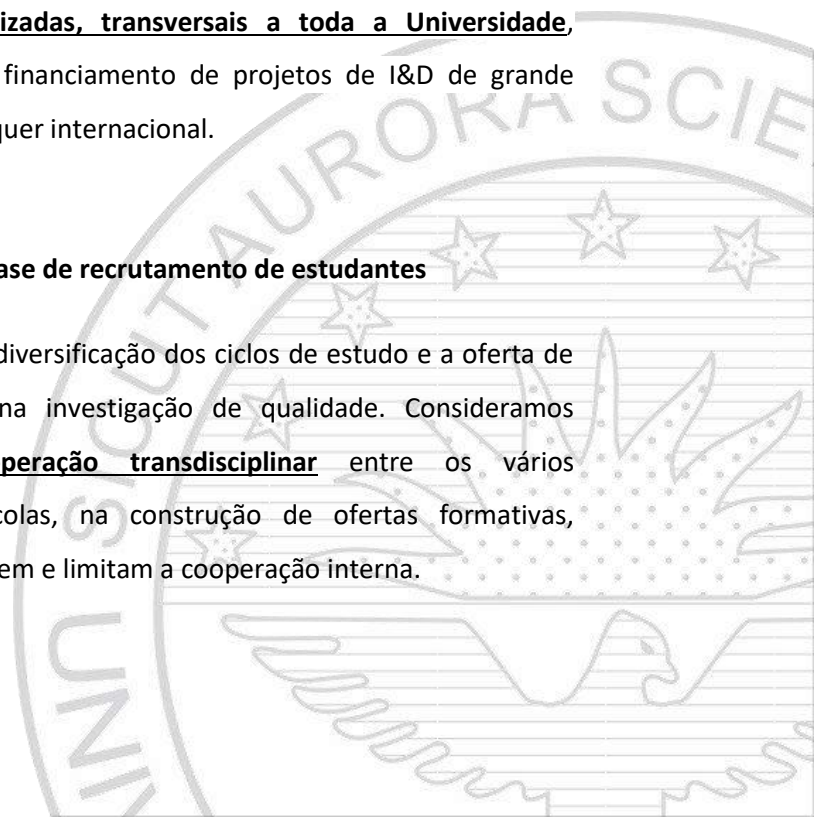 izadas, transversais a toda a Universidade,
financiamento de projetos de I&D de grande
quer internacional.
ase de recrutamento de estudantes
diversificação dos ciclos de estudo e a oferta de
na investigação de qualidade. Consideramos
peração transdisciplinar entre os vários
colas, na construção de ofertas formativas,
em e limitam a cooperação interna.
UNIV SICUT AURORA SCIE